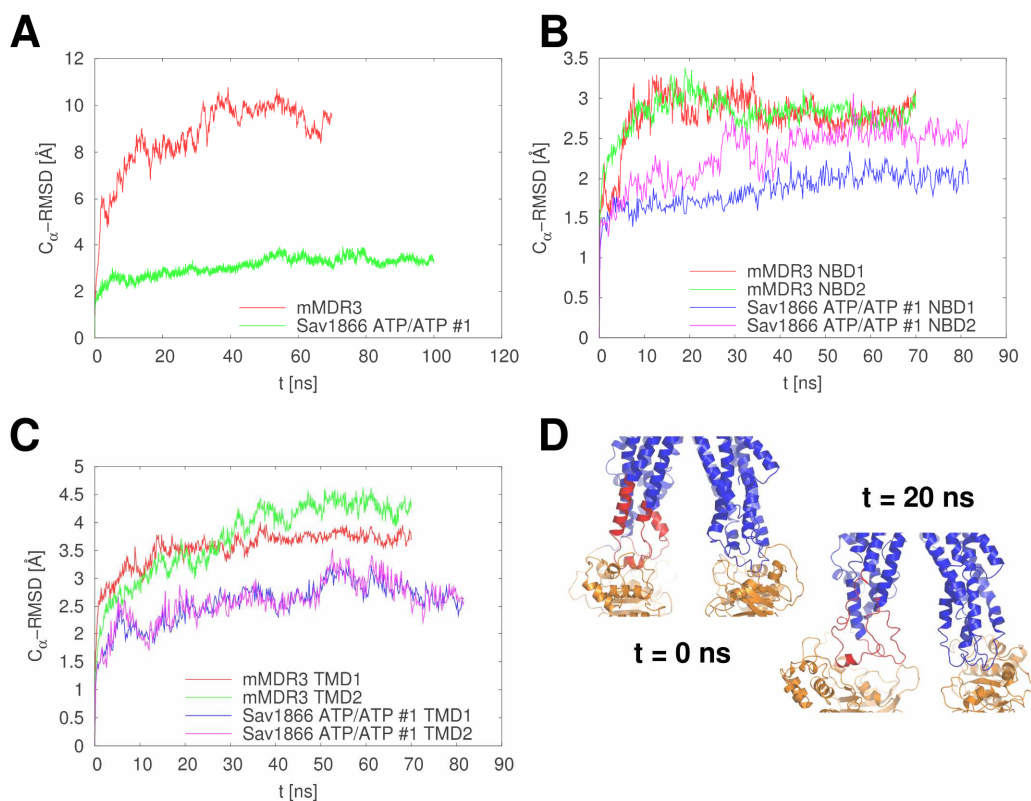 A
12
10
8
6
4
2
0
Cα−RMSD [Å]
0 20 40 60 80 100 120
t [ns]
mMDR3
Sav1866 ATP/ATP #1
B
3.5
3
2.5
2
1.5
1
0.5
0
Cα−RMSD [Å]
0 10 20 30 40 50 60 70 80 90
t [ns]
mMDR3 NBD1
mMDR3 NBD2
Sav1866 ATP/ATP #1 NBD1
Sav1866 ATP/ATP #1 NBD2
C
5
4.5
4
3.5
3
2.5
2
1.5
1
0.5
0
Cα−RMSD [Å]
0 10 20 30 40 50 60 70 80 90
t [ns]
mMDR3 TMD1
mMDR3 TMD2
Sav1866 ATP/ATP #1 TMD1
Sav1866 ATP/ATP #1 TMD2
D
t = 0 ns
t = 20 ns